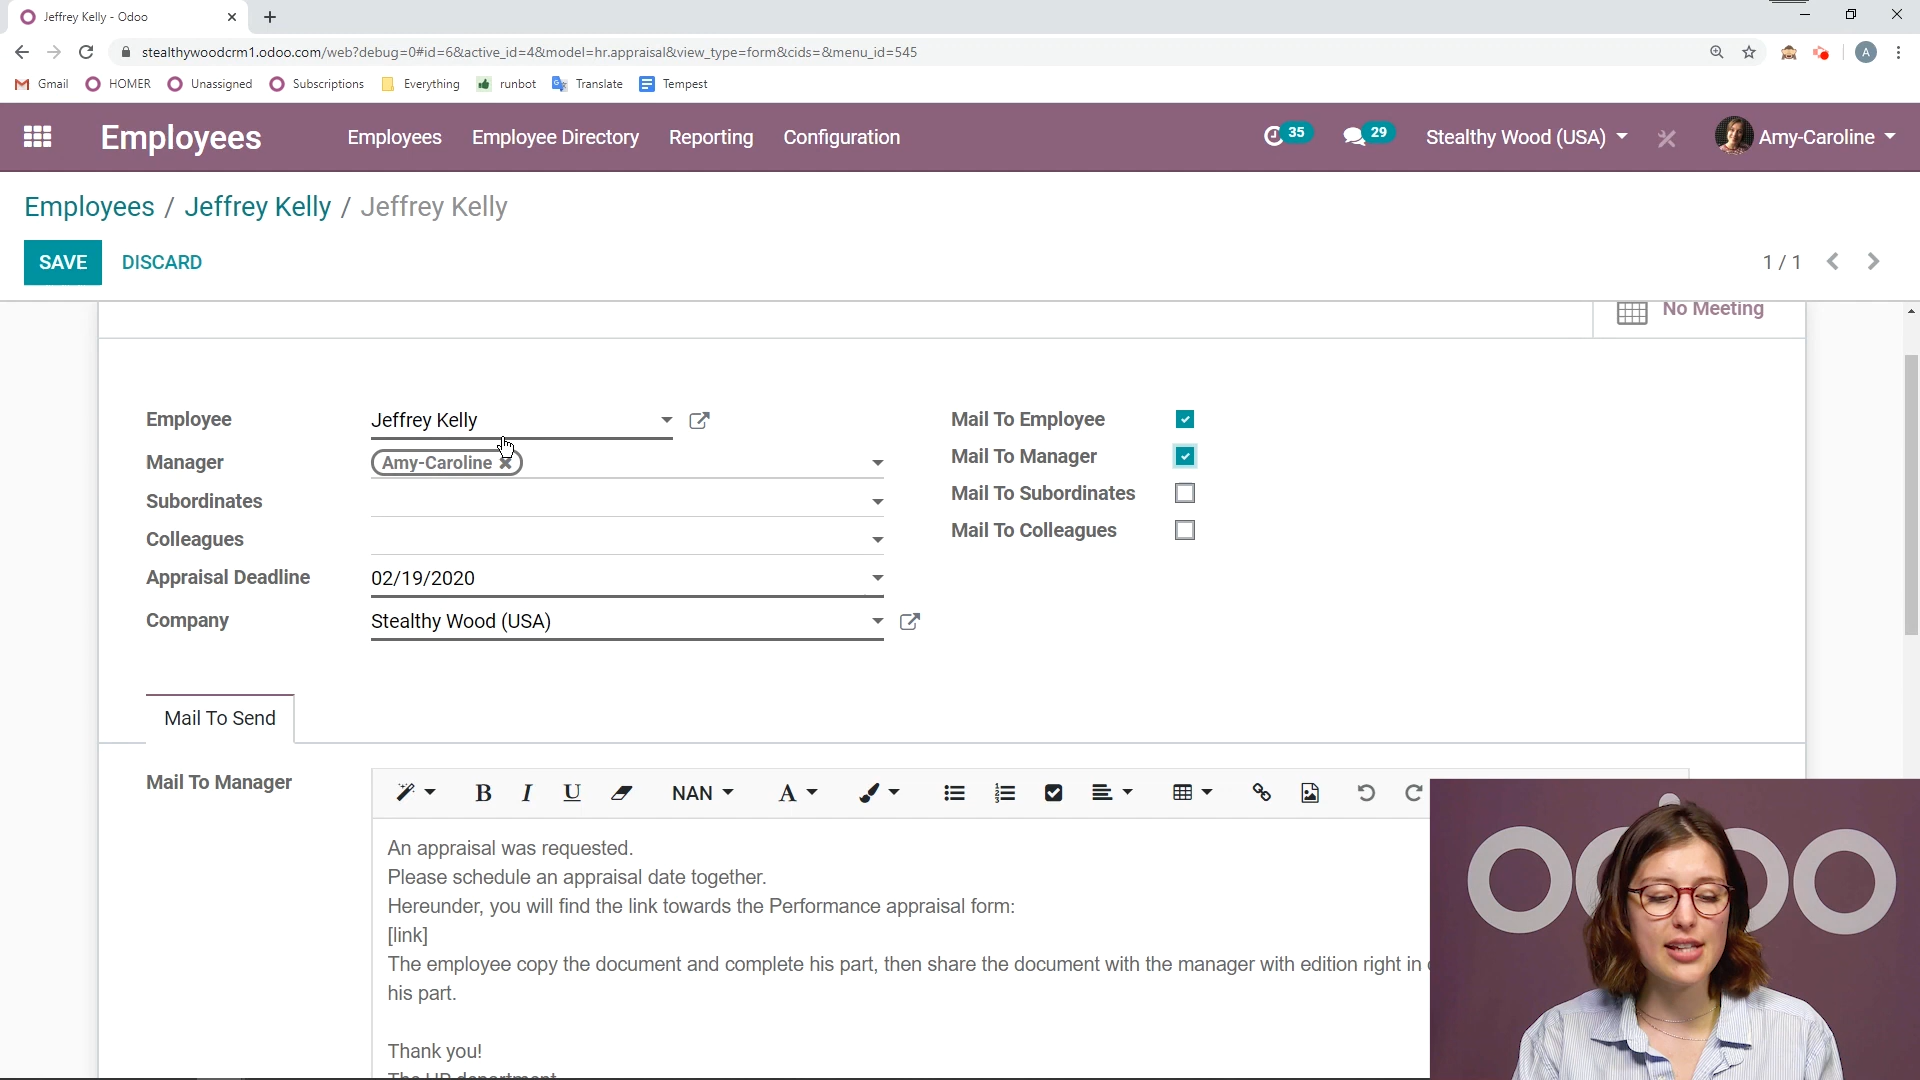 Jeffrey Kelly - Odoo
stealthywoodcrm1.odoo.com/web?debug=0#id=6&active_id=4&model=hr.appraisal&view_type=form&cids=&menu_id=545
A
Gmail HOMER Unassigned Subscriptions Everything runbot Translate Tempest
Employees Employees Employee Directory Reporting Configuration 35 29 Stealthy Wood (USA) Amy-Caroline
Employees / Jeffrey Kelly / Jeffrey Kelly
SAVE DISCARD 1 / 1
No Meeting
Employee Jeffrey Kelly Mail To Employee
Manager Amy-Caroline Mail To Manager
Subordinates Mail To Subordinates
Colleagues Mail To Colleagues
Appraisal Deadline 02/19/2020
Company Stealthy Wood (USA)
Mail To Send
Mail To Manager B I U NAN A
An appraisal was requested.
Please schedule an appraisal date together.
Hereunder, you will find the link towards the Performance appraisal form:
[link]
The employee copy the document and complete his part, then share the document with the manager with edition right in
his part.
Thank you!
The HR department